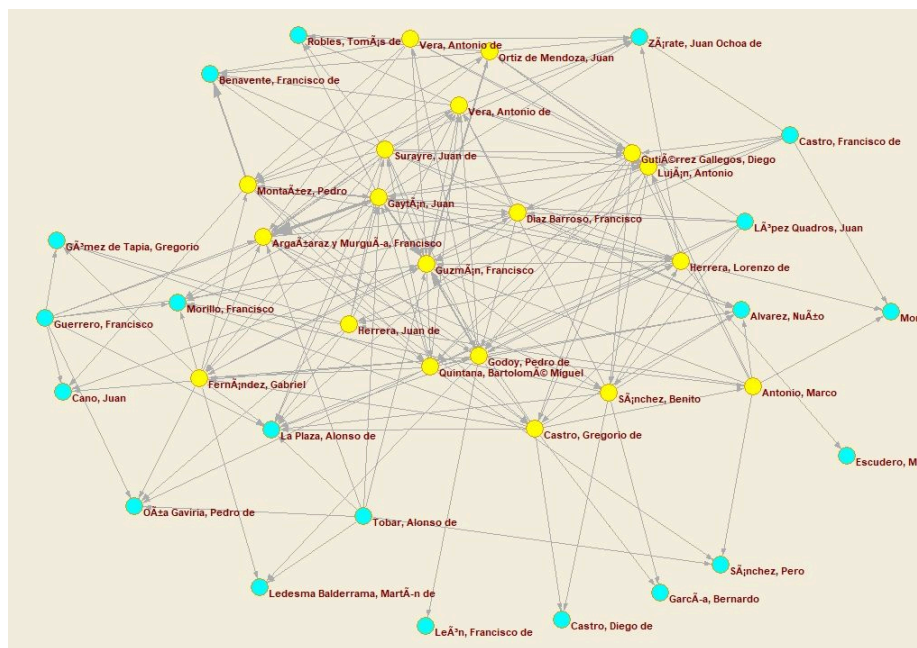 Robles, TomÃ¡s de
Vera, Antonio de
ZÃ¡rate, Juan Ochoa de
Ortiz de Mendoza, Juan
Benavente, Francisco de
Vera, Antonio de
Castro, Francisco de
Surayre, Juan de
GutiÃ©rrez Gallegos, Diego
LujÃ¡n, Antonio
MontaÃ±ez, Pedro
GaytÃ¡n, Juan
Diaz Barroso, Francisco
LÃ³pez Quadros, Juan
ArgaÃ±araz y MurguÃ-a, Francisco
GÃ³mez de Tapia, Gregorio
GuzmÃ¡n, Francisco
Herrera, Lorenzo de
Morillo, Francisco
Alvarez, NuÃ±o
Mor
Guerrero, Francisco
Herrera, Juan de
Godoy, Pedro de
Quintana, BartolomÃ© Miguel
FernÃ¡ndez, Gabriel
Cano, Juan
SÃ¡nchez, Benito
Antonio, Marco
La Plaza, Alonso de
Castro, Gregorio de
Escudero, M
OÃ±a Gaviria, Pedro de
Tobar, Alonso de
SÃ¡nchez, Pero
Ledesma Balderrama, MartÃ-n de
GarcÃ-a, Bernardo
LeÃ³n, Francisco de
Castro, Diego de